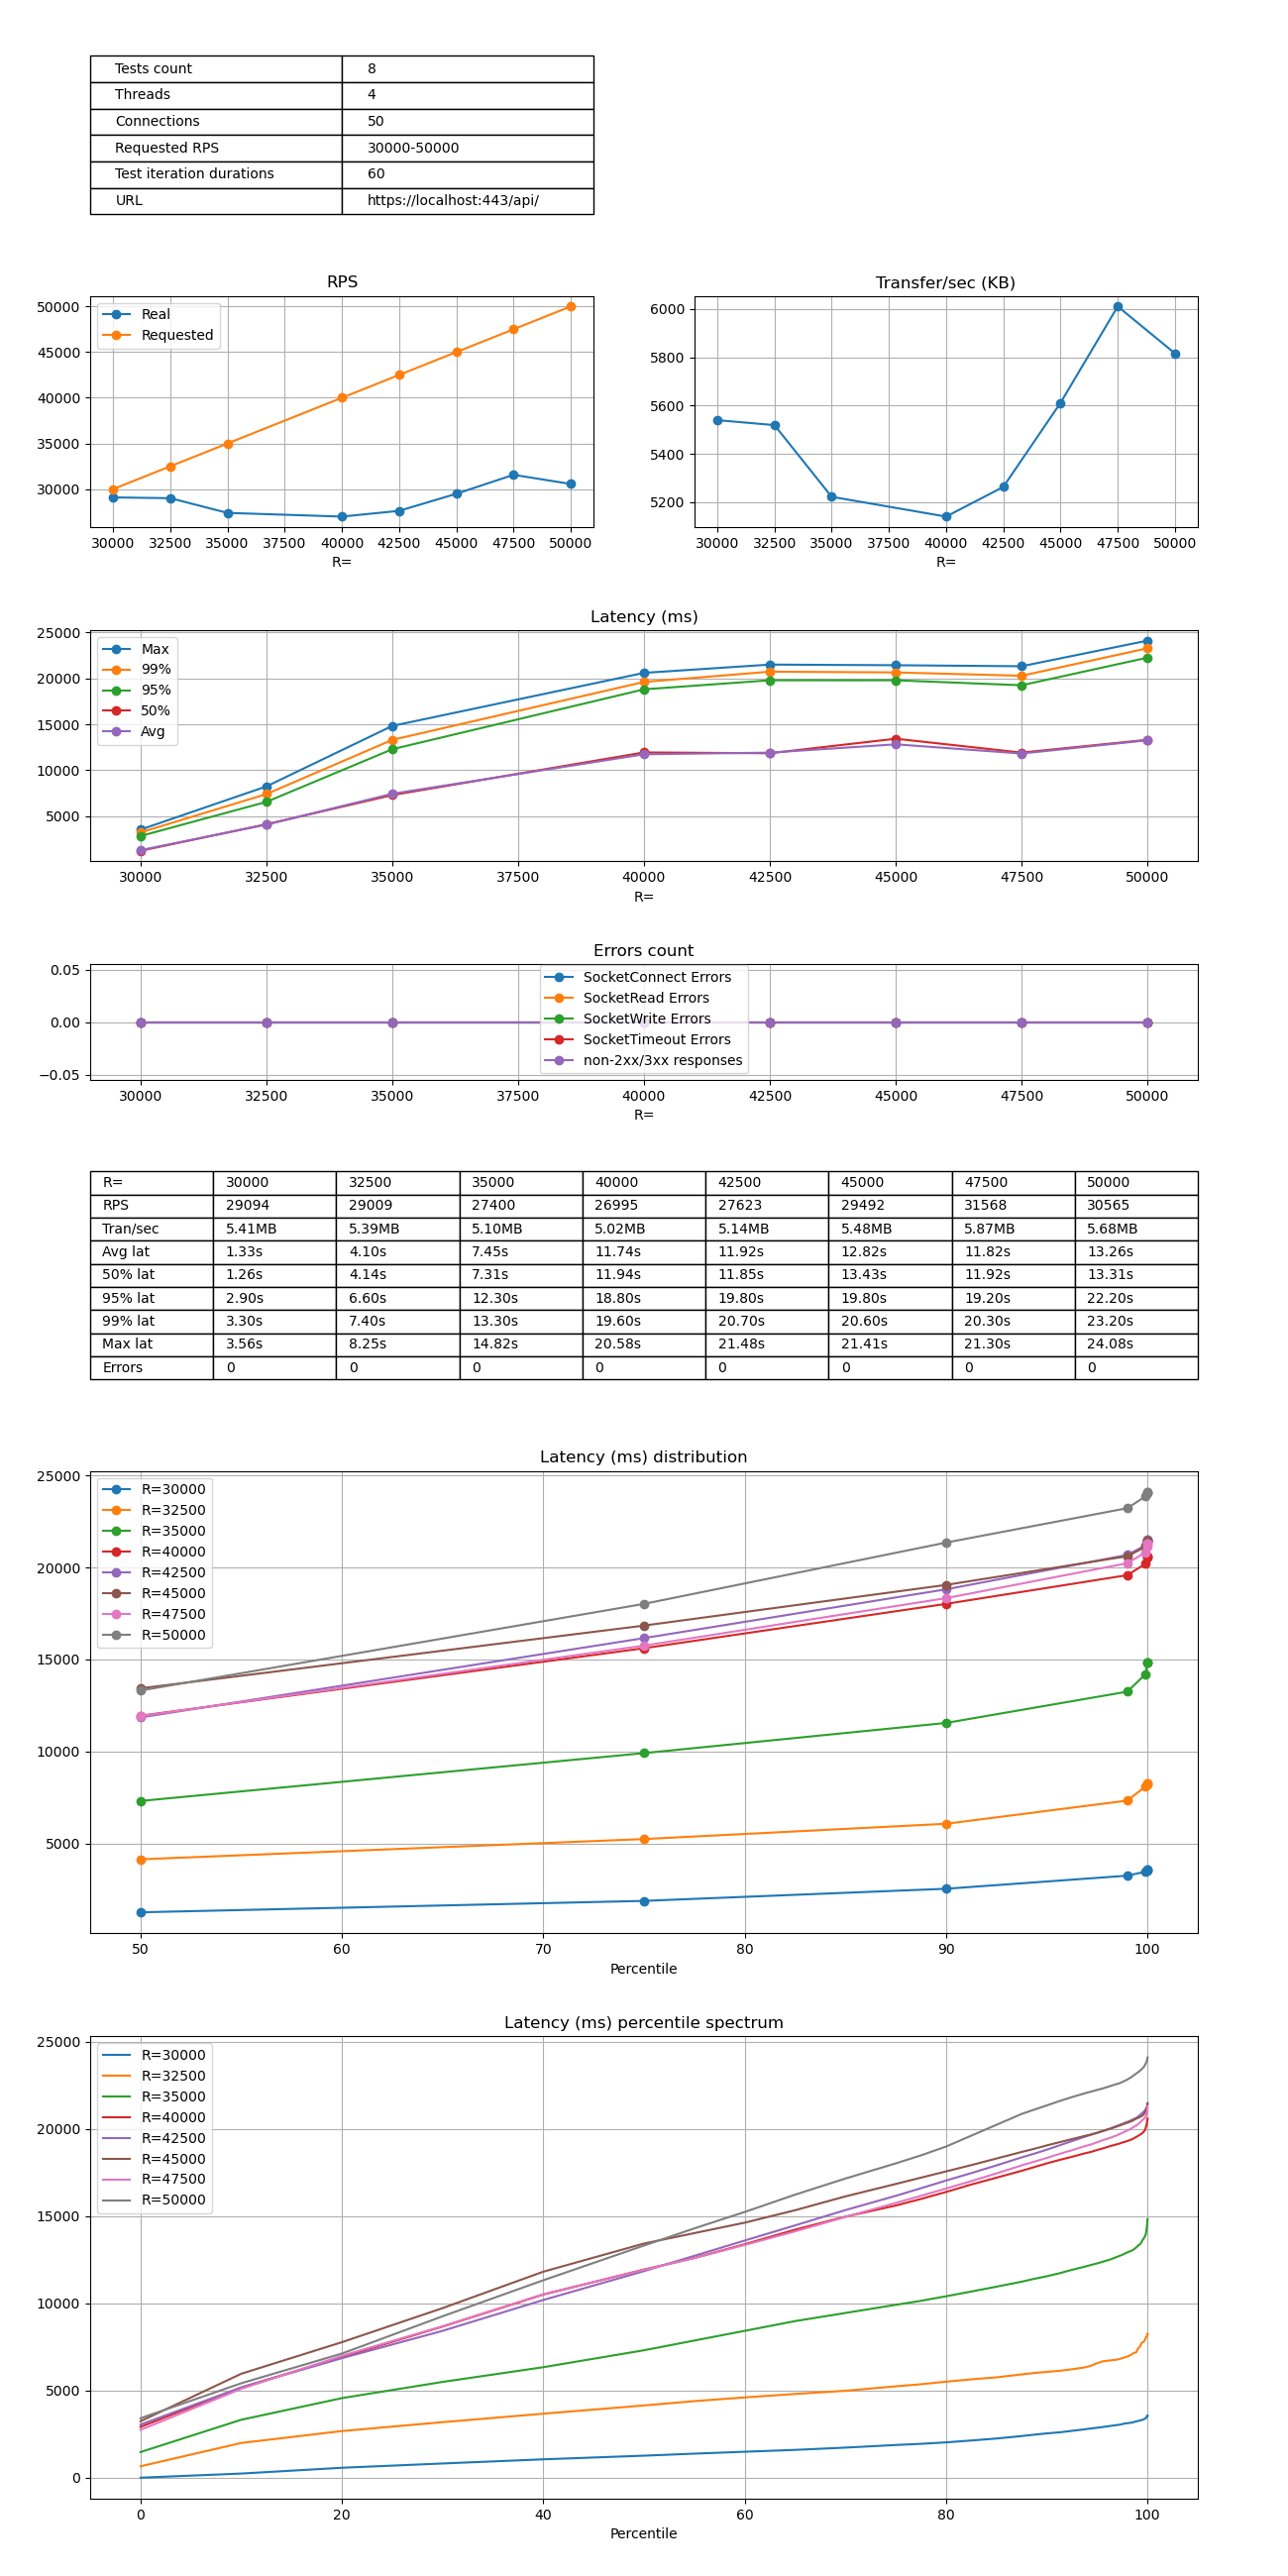 Tests count 8
Threads 4
Connections 50
Requested RPS 30000-50000
Test iteration durations 60
URL https://localhost:443/api/
RPS
Real
Requested
50000
45000
40000
35000
30000
30000 32500 35000 37500 40000 42500 45000 47500 50000
R=
Transfer/sec (KB)
6000
5800
5600
5400
5200
30000 32500 35000 37500 40000 42500 45000 47500 50000
R=
Latency (ms)
Max
99%
95%
50%
Avg
25000
20000
15000
10000
5000
30000 32500 35000 37500 40000 42500 45000 47500 50000
R=
Errors count
SocketConnect Errors
SocketRead Errors
SocketWrite Errors
SocketTimeout Errors
non-2xx/3xx responses
0.05
0.00
−0.05
30000 32500 35000 37500 40000 42500 45000 47500 50000
R=
R= 30000 32500 35000 40000 42500 45000 47500 50000
RPS 29094 29009 27400 26995 27623 29492 31568 30565
Tran/sec 5.41MB 5.39MB 5.10MB 5.02MB 5.14MB 5.48MB 5.87MB 5.68MB
Avg lat 1.33s 4.10s 7.45s 11.74s 11.92s 12.82s 11.82s 13.26s
50% lat 1.26s 4.14s 7.31s 11.94s 11.85s 13.43s 11.92s 13.31s
95% lat 2.90s 6.60s 12.30s 18.80s 19.80s 19.80s 19.20s 22.20s
99% lat 3.30s 7.40s 13.30s 19.60s 20.70s 20.60s 20.30s 23.20s
Max lat 3.56s 8.25s 14.82s 20.58s 21.48s 21.41s 21.30s 24.08s
Errors 0 0 0 0 0 0 0 0
Latency (ms) distribution
R=30000
R=32500
R=35000
R=40000
R=42500
R=45000
R=47500
R=50000
25000
20000
15000
10000
5000
50 60 70 80 90 100
Percentile
Latency (ms) percentile spectrum
R=30000
R=32500
R=35000
R=40000
R=42500
R=45000
R=47500
R=50000
25000
20000
15000
10000
5000
0
0 20 40 60 80 100
Percentile